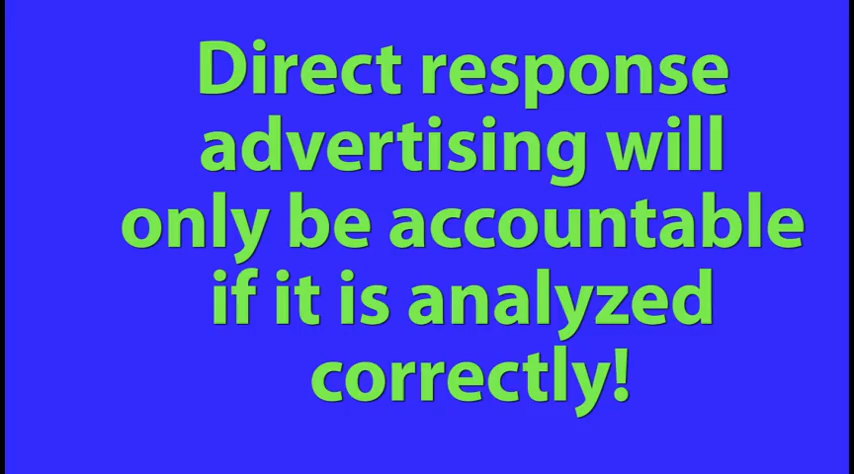 Direct response
advertising will
only be accountable
if it is analyzed
correctly!